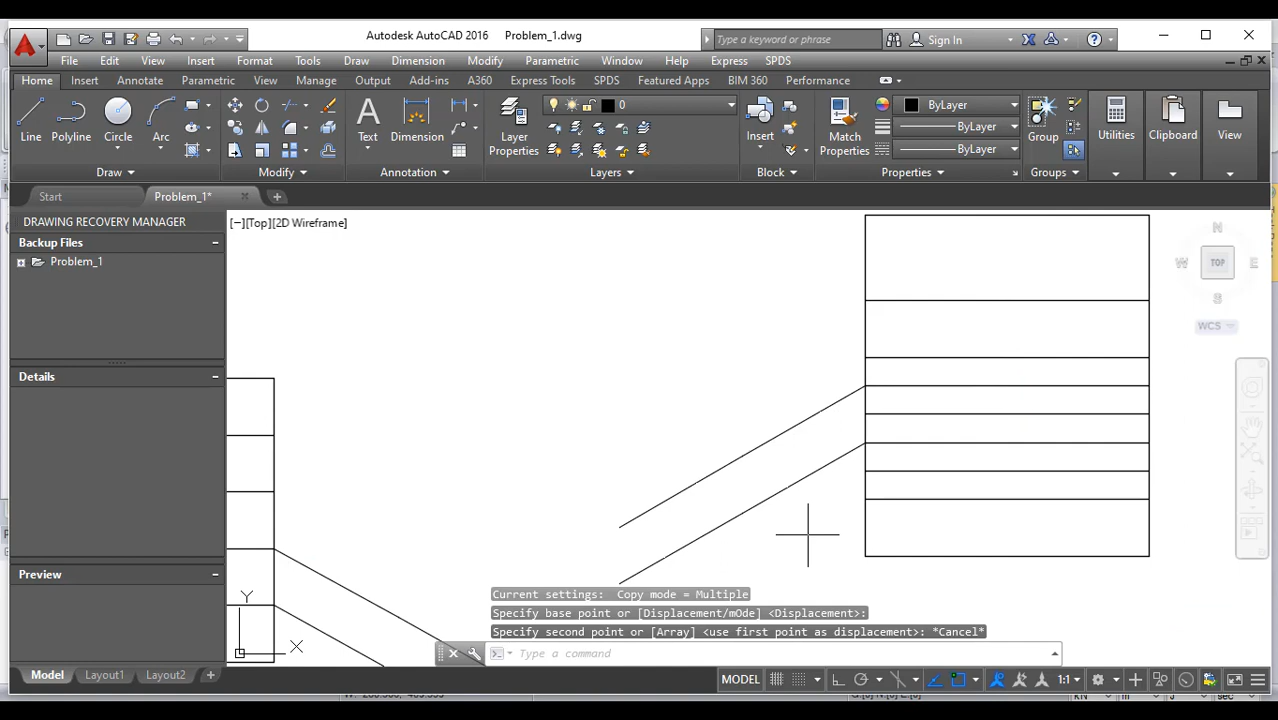 Autodesk AutoCAD 2016 Problem_1.dwg
Type a keyword or phrase
Sign In
File Edit View Insert Format Tools Draw Dimension Modify Parametric Window Help Express SPDS
Home Insert Annotate Parametric View Manage Output Add-ins A360 Express Tools SPDS Featured Apps BIM 360 Performance
Line Polyline Circle Arc
Text Dimension
Layer Properties
0
Insert
Match Properties
ByLayer
ByLayer
ByLayer
Group
Utilities Clipboard View
Draw Modify Annotation Layers Block Properties Groups
Start Problem_1*
DRAWING RECOVERY MANAGER
Backup Files
Problem_1
Details
Preview
[−][Top][2D Wireframe]
N
W TOP E
S
WCS
Y
X
Current settings: Copy mode = Multiple
Specify base point or [Displacement/mOde] <Displacement>:
Specify second point or [Array] <use first point as displacement>: *Cancel*
Type a command
Model Layout1 Layout2
MODEL
1:1